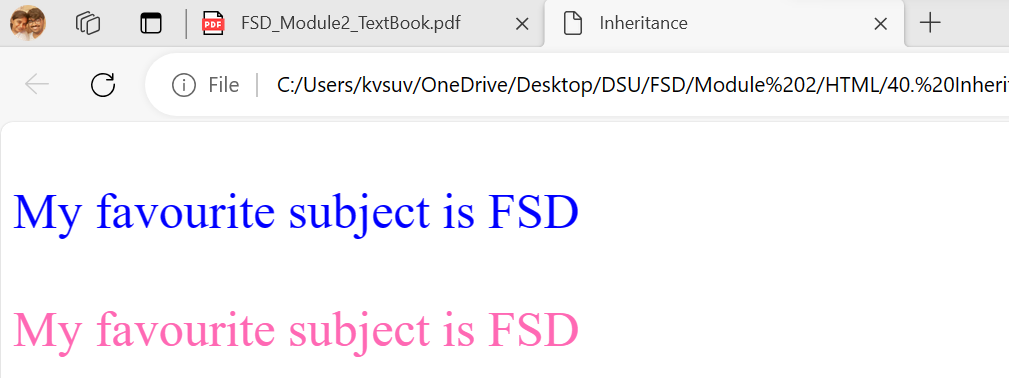 FSD_Module2_TextBook.pdf
Inheritance
File
C:/Users/kvsuv/OneDrive/Desktop/DSU/FSD/Module%202/HTML/40.%20Inheri
My favourite subject is FSD
My favourite subject is FSD